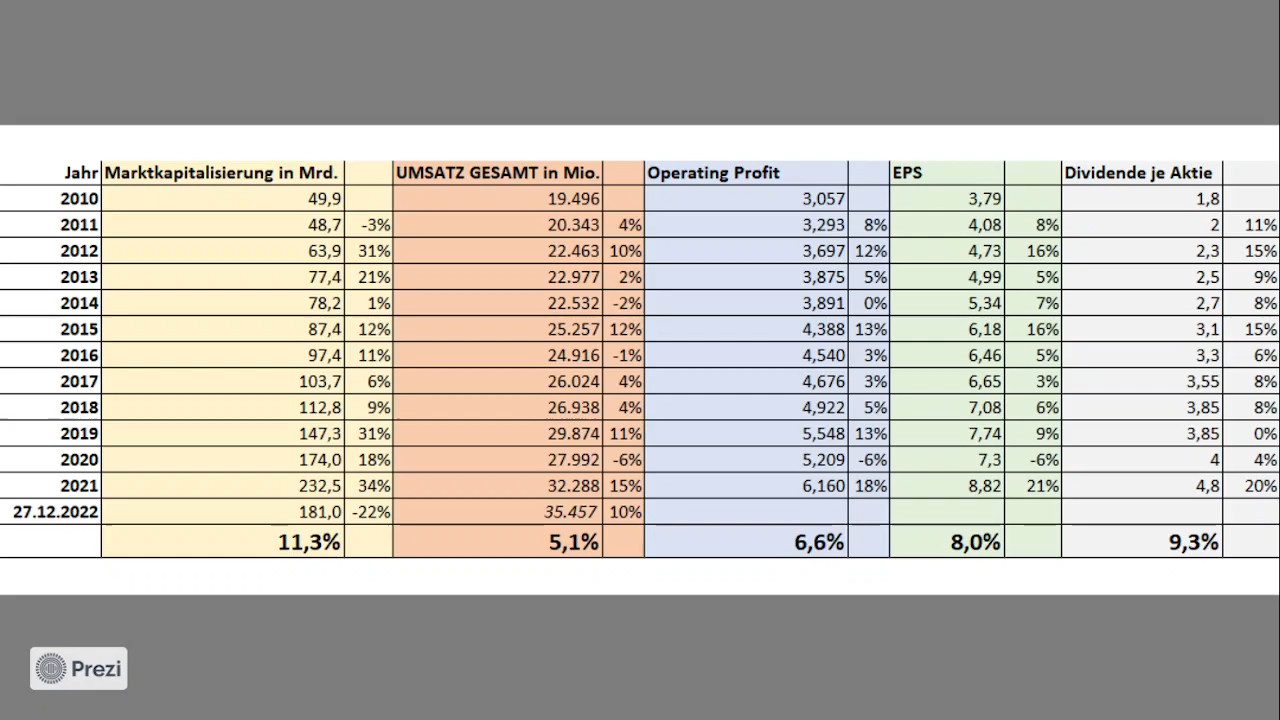 Jahr Marktkapitalisierung in Mrd. UMSATZ GESAMT in Mio. Operating Profit EPS Dividende je Aktie
2010 49,9 19.496 3,057 3,79 1,8
2011 48,7 -3% 20.343 4% 3,293 8% 4,08 8% 2 11%
2012 63,9 31% 22.463 10% 3,697 12% 4,73 16% 2,3 15%
2013 77,4 21% 22.977 2% 3,875 5% 4,99 5% 2,5 9%
2014 78,2 1% 22.532 -2% 3,891 0% 5,34 7% 2,7 8%
2015 87,4 12% 25.257 12% 4,388 13% 6,18 16% 3,1 15%
2016 97,4 11% 24.916 -1% 4,540 3% 6,46 5% 3,3 6%
2017 103,7 6% 26.024 4% 4,676 3% 6,65 3% 3,55 8%
2018 112,8 9% 26.938 4% 4,922 5% 7,08 6% 3,85 8%
2019 147,3 31% 29.874 11% 5,548 13% 7,74 9% 3,85 0%
2020 174,0 18% 27.992 -6% 5,209 -6% 7,3 -6% 4 4%
2021 232,5 34% 32.288 15% 6,160 18% 8,82 21% 4,8 20%
27.12.2022 181,0 -22% 35.457 10%
11,3% 5,1% 6,6% 8,0% 9,3%
Prezi